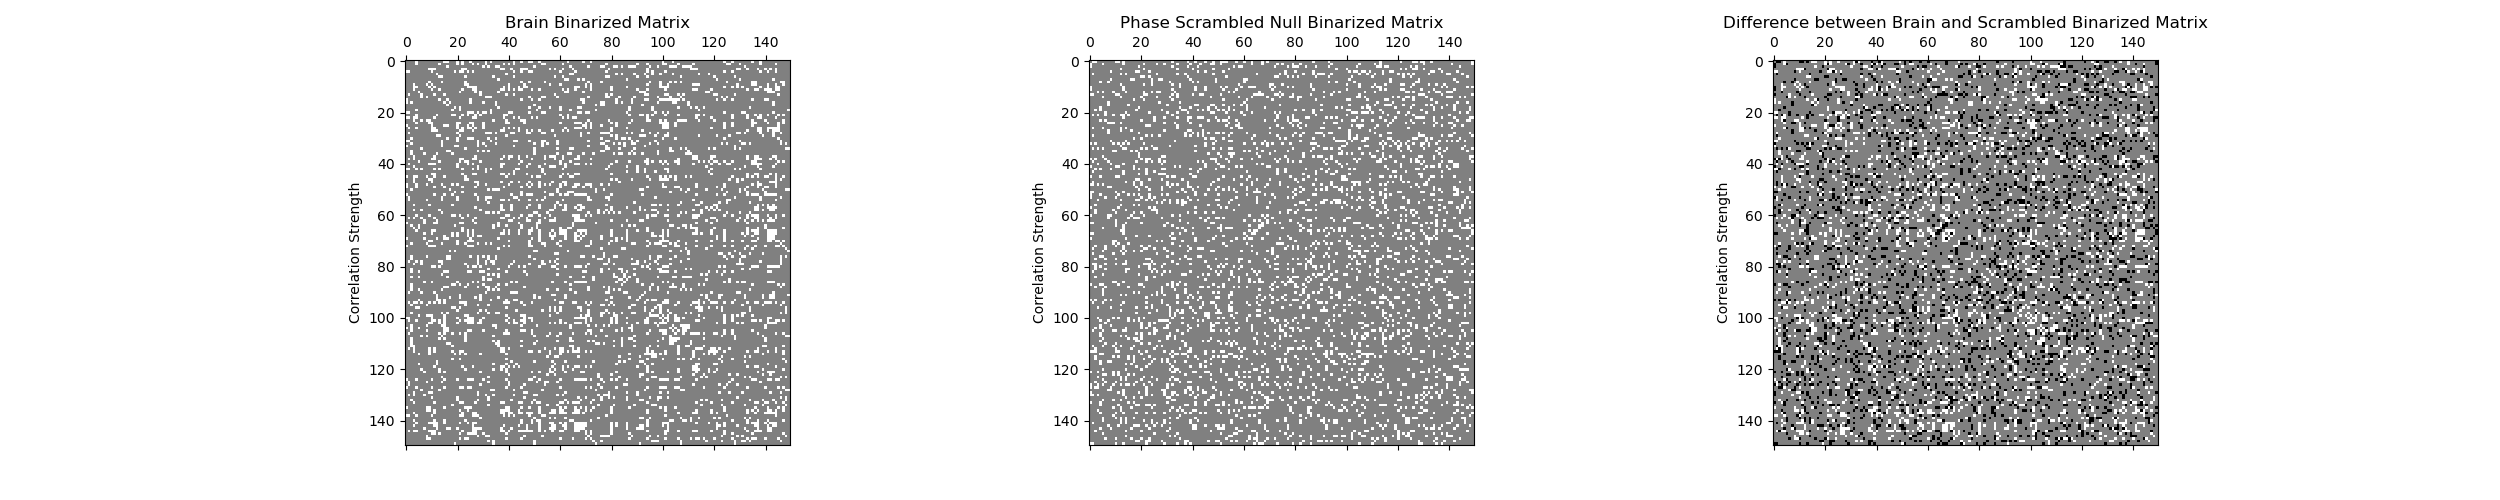 Brain Binarized Matrix
0 20 40 60 80 100 120 140
0
20
40
60
80
100
120
140
Correlation Strength
Phase Scrambled Null Binarized Matrix
0 20 40 60 80 100 120 140
0
20
40
60
80
100
120
140
Correlation Strength
Difference between Brain and Scrambled Binarized Matrix
0 20 40 60 80 100 120 140
0
20
40
60
80
100
120
140
Correlation Strength